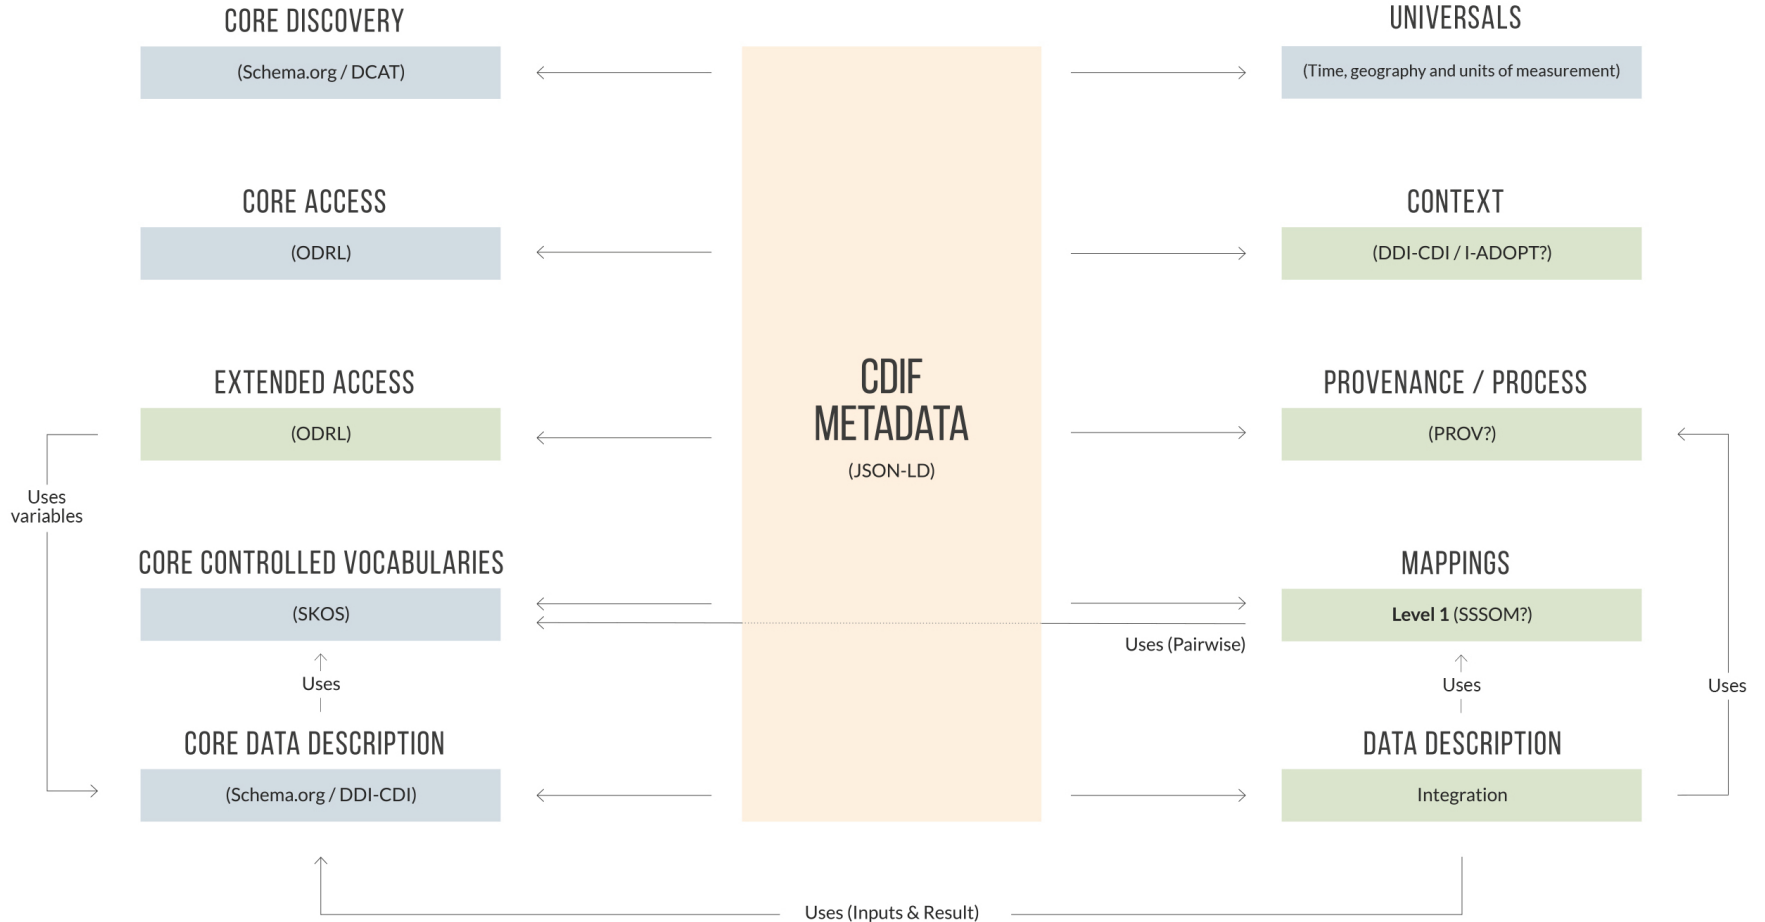 CORE DISCOVERY
(Schema.org / DCAT)
UNIVERSALS
(Time, geography and units of measurement)
CORE ACCESS
(ODRL)
CONTEXT
(DDI-CDI / I-ADOPT?)
CDIF
METADATA
(JSON-LD)
EXTENDED ACCESS
(ODRL)
PROVENANCE / PROCESS
(PROV?)
Uses
variables
CORE CONTROLLED VOCABULARIES
(SKOS)
MAPPINGS
Level 1 (SSSOM?)
Uses (Pairwise)
Uses
Uses
Uses
CORE DATA DESCRIPTION
(Schema.org / DDI-CDI)
DATA DESCRIPTION
Integration
Uses (Inputs & Result)